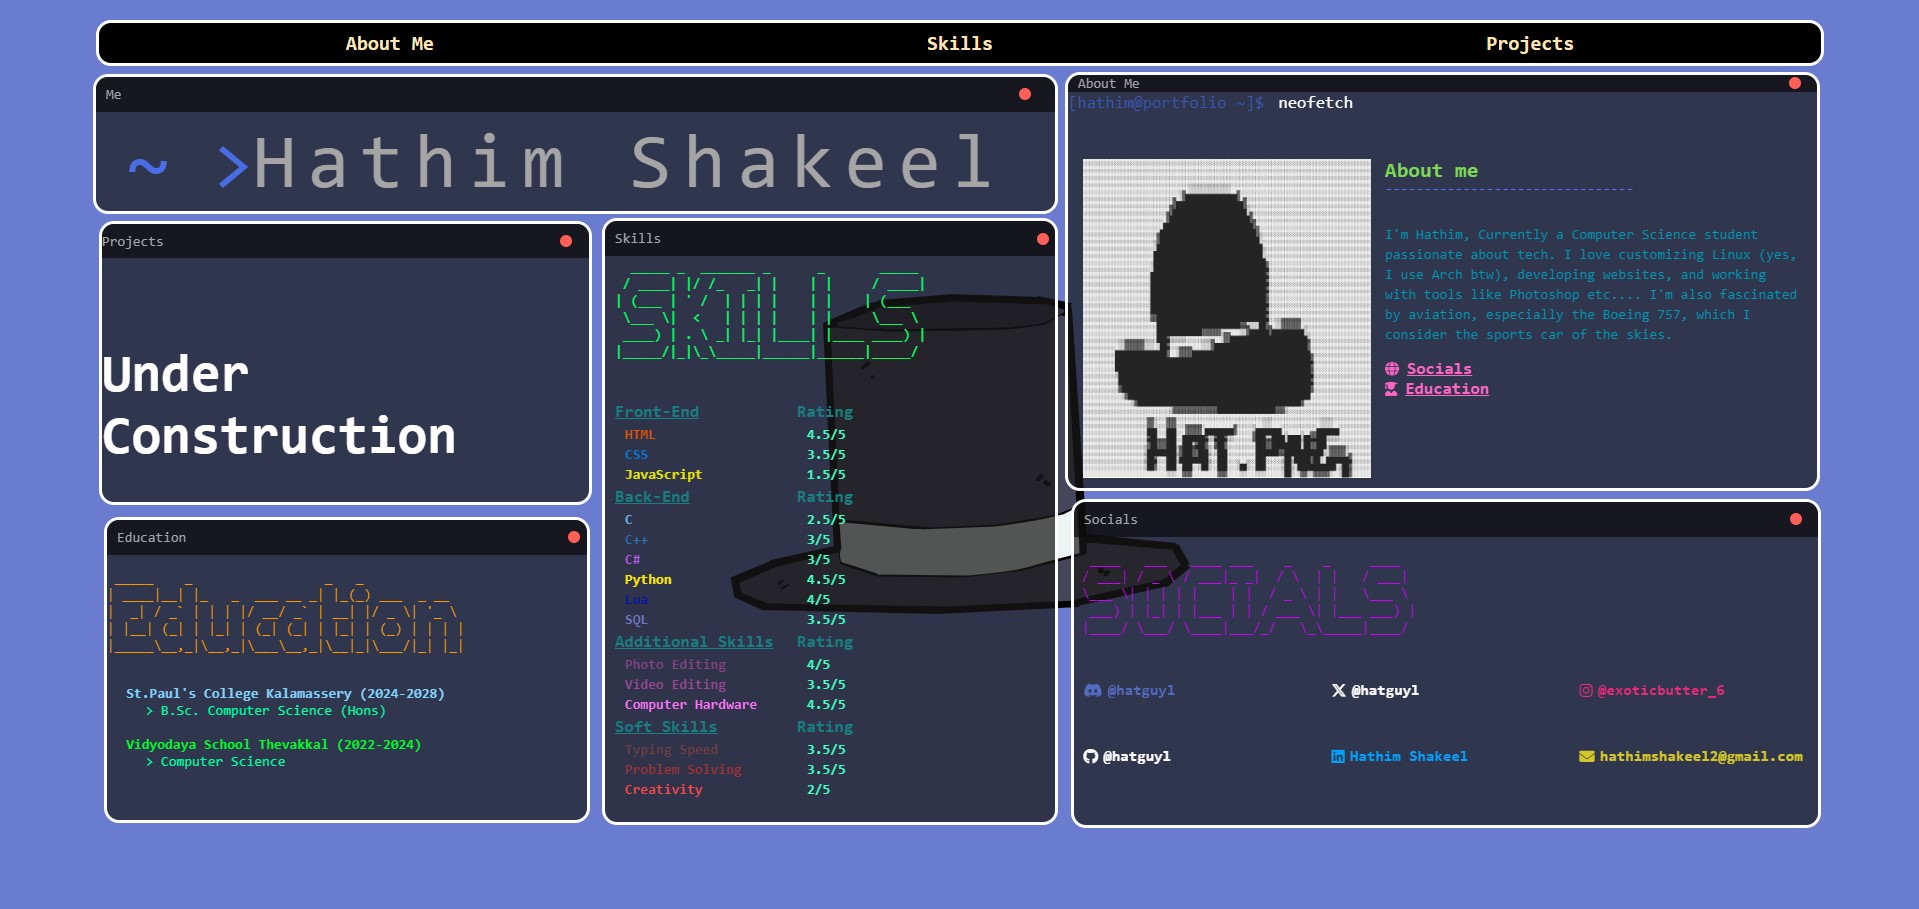 About Me
Skills
Projects
Me
~ >Hathim Shakeel
About Me
[hathim@portfolio ~]$ neofetch
HAT.PNG
About me
--------------------------------
I'm Hathim, Currently a Computer Science student
passionate about tech. I love customizing Linux (yes,
I use Arch btw), developing websites, and working
with tools like Photoshop etc.... I'm also fascinated
by aviation, especially the Boeing 757, which I
consider the sports car of the skies.
Socials
Education
Projects
Under
Construction
Skills
SKILLS
Front-End Rating
HTML 4.5/5
CSS 3.5/5
JavaScript 1.5/5
Back-End Rating
C 2.5/5
C++ 3/5
C# 3/5
Python 4.5/5
Lua 4/5
SQL 3.5/5
Additional Skills Rating
Photo Editing 4/5
Video Editing 3.5/5
Computer Hardware 4.5/5
Soft Skills Rating
Typing Speed 3.5/5
Problem Solving 3.5/5
Creativity 2/5
Education
Education
St.Paul's College Kalamassery (2024-2028)
> B.Sc. Computer Science (Hons)
Vidyodaya School Thevakkal (2022-2024)
> Computer Science
Socials
SOCIALS
@hatguyl
@hatguyl
@exoticbutter_6
@hatguyl
Hathim Shakeel
hathimshakeel2@gmail.com